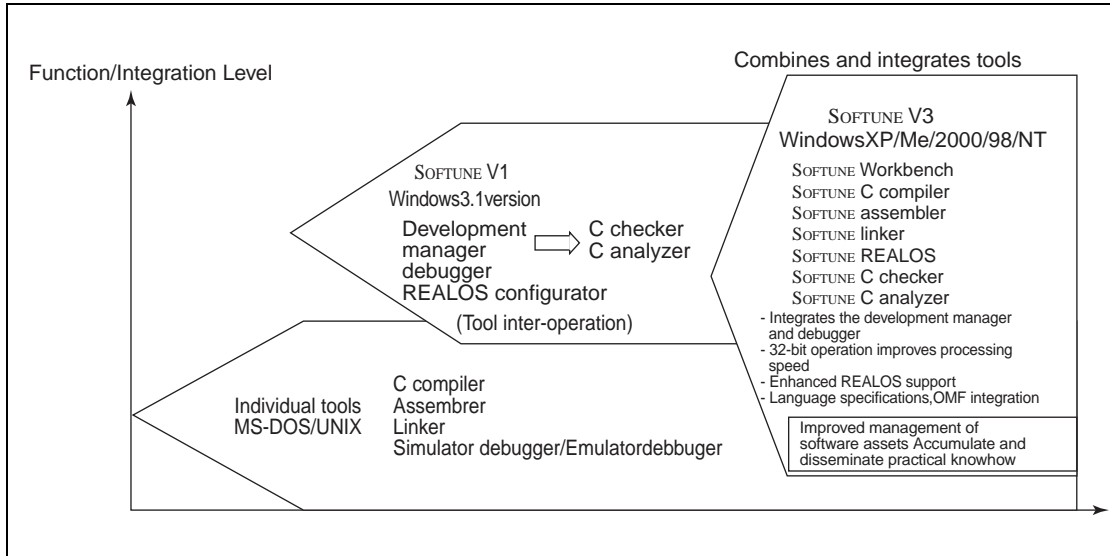 Function/Integration Level
Combines and integrates tools
SOFTUNE V3
WindowsXP/Me/2000/98/NT
SOFTUNE Workbench
SOFTUNE C compiler
SOFTUNE assembler
SOFTUNE linker
SOFTUNE REALOS
SOFTUNE C checker
SOFTUNE C analyzer
- Integrates the development manager
and debugger
- 32-bit operation improves processing
speed
- Enhanced REALOS support
- Language specifications,OMF integration
Improved management of
software assets Accumulate and
disseminate practical knowhow
SOFTUNE V1
Windows3.1version
Development
manager
debugger
REALOS configurator
C checker
C analyzer
(Tool inter-operation)
Individual tools
MS-DOS/UNIX
C compiler
Assembrer
Linker
Simulator debugger/Emulatordebbuger